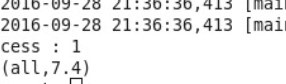 2016-09-28 21:36:36,413 [mai
2016-09-28 21:36:36,413 [main
cess : 1
(all,7.4)